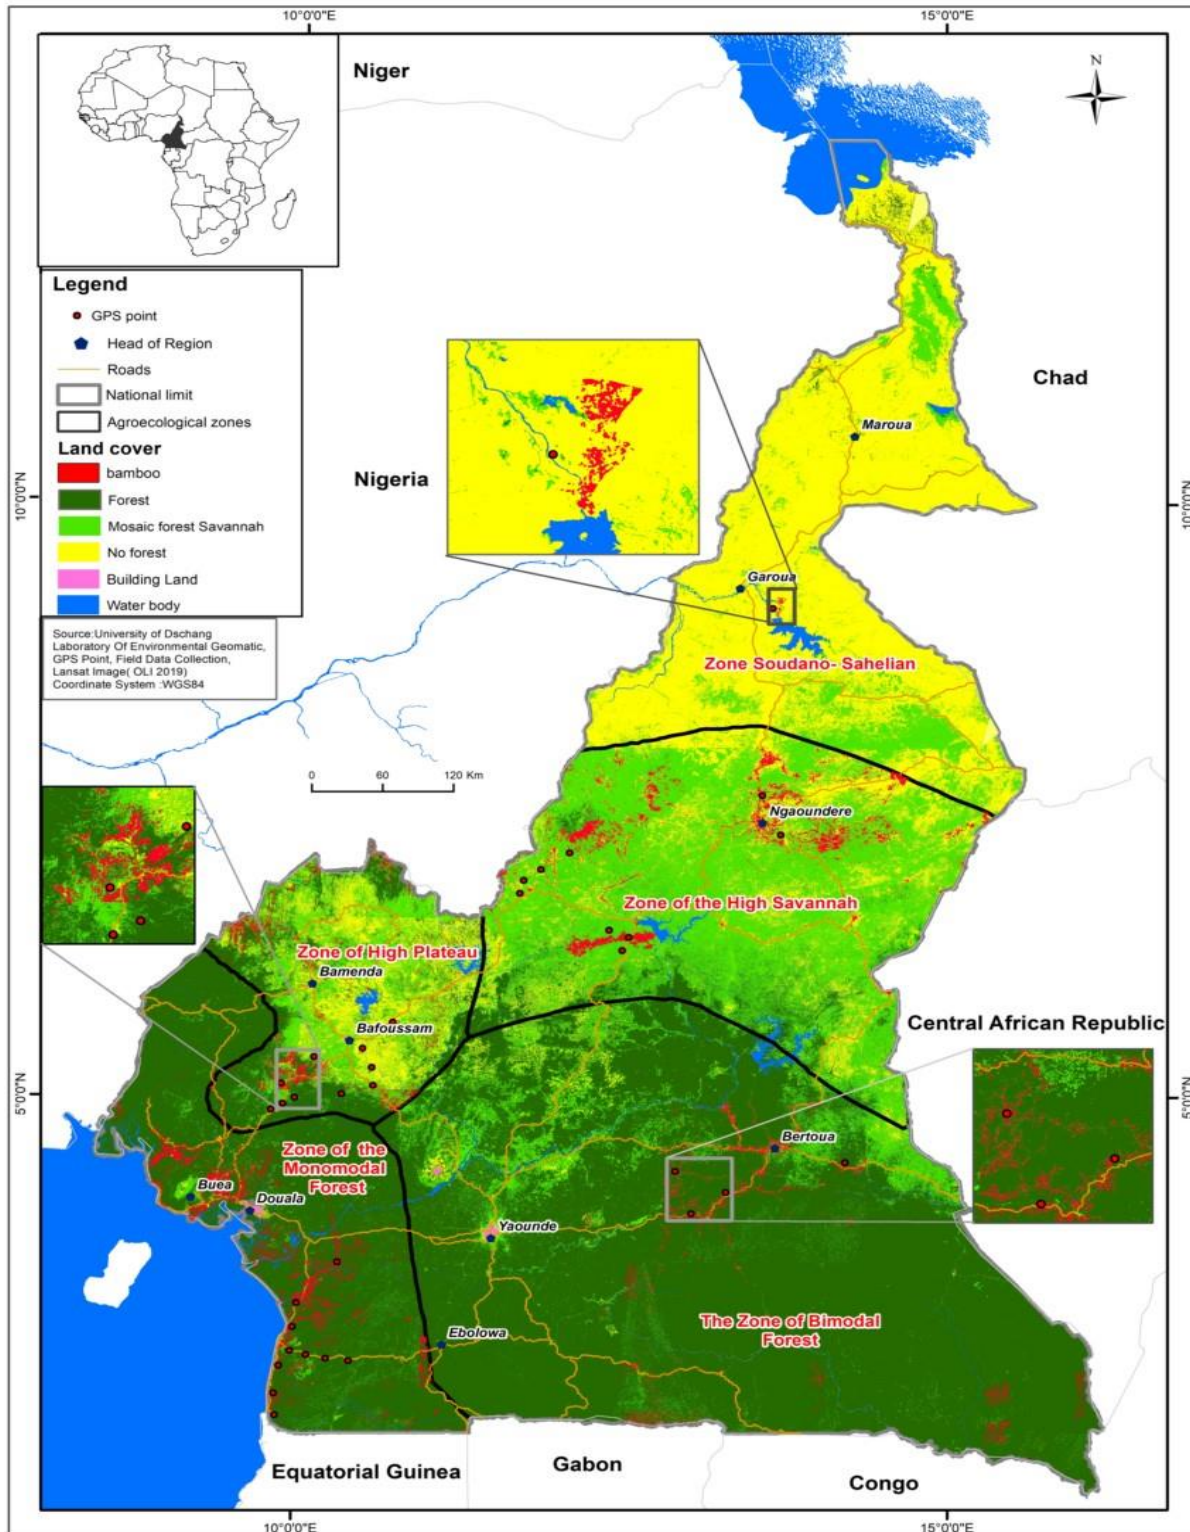 10°0'0"E
15°0'0"E
Niger
N
Legend
GPS point
Head of Region
Roads
National limit
Agroecological zones
Land cover
bamboo
Forest
Mosaic forest Savannah
No forest
Building Land
Water body
Source:University of Dschang
Laboratory Of Environmental Geomatic,
GPS Point, Field Data Collection,
Lansat Image( OLI 2019)
Coordinate System :WGS84
Chad
Maroua
Nigeria
10°0'0"N
10°0'0"N
Garoua
Zone Soudano- Sahelian
0 60 120 Km
Ngaoundere
Zone of the High Savannah
Zone of High Plateau
Bamenda
Bafoussam
Central African Republic
5°0'0"N
5°0'0"N
Bertoua
Zone of the
Monomodal
Forest
Buea
Douala
Yaounde
The Zone of Bimodal
Forest
Ebolowa
Equatorial Guinea
Gabon
Congo
10°0'0"E
15°0'0"E